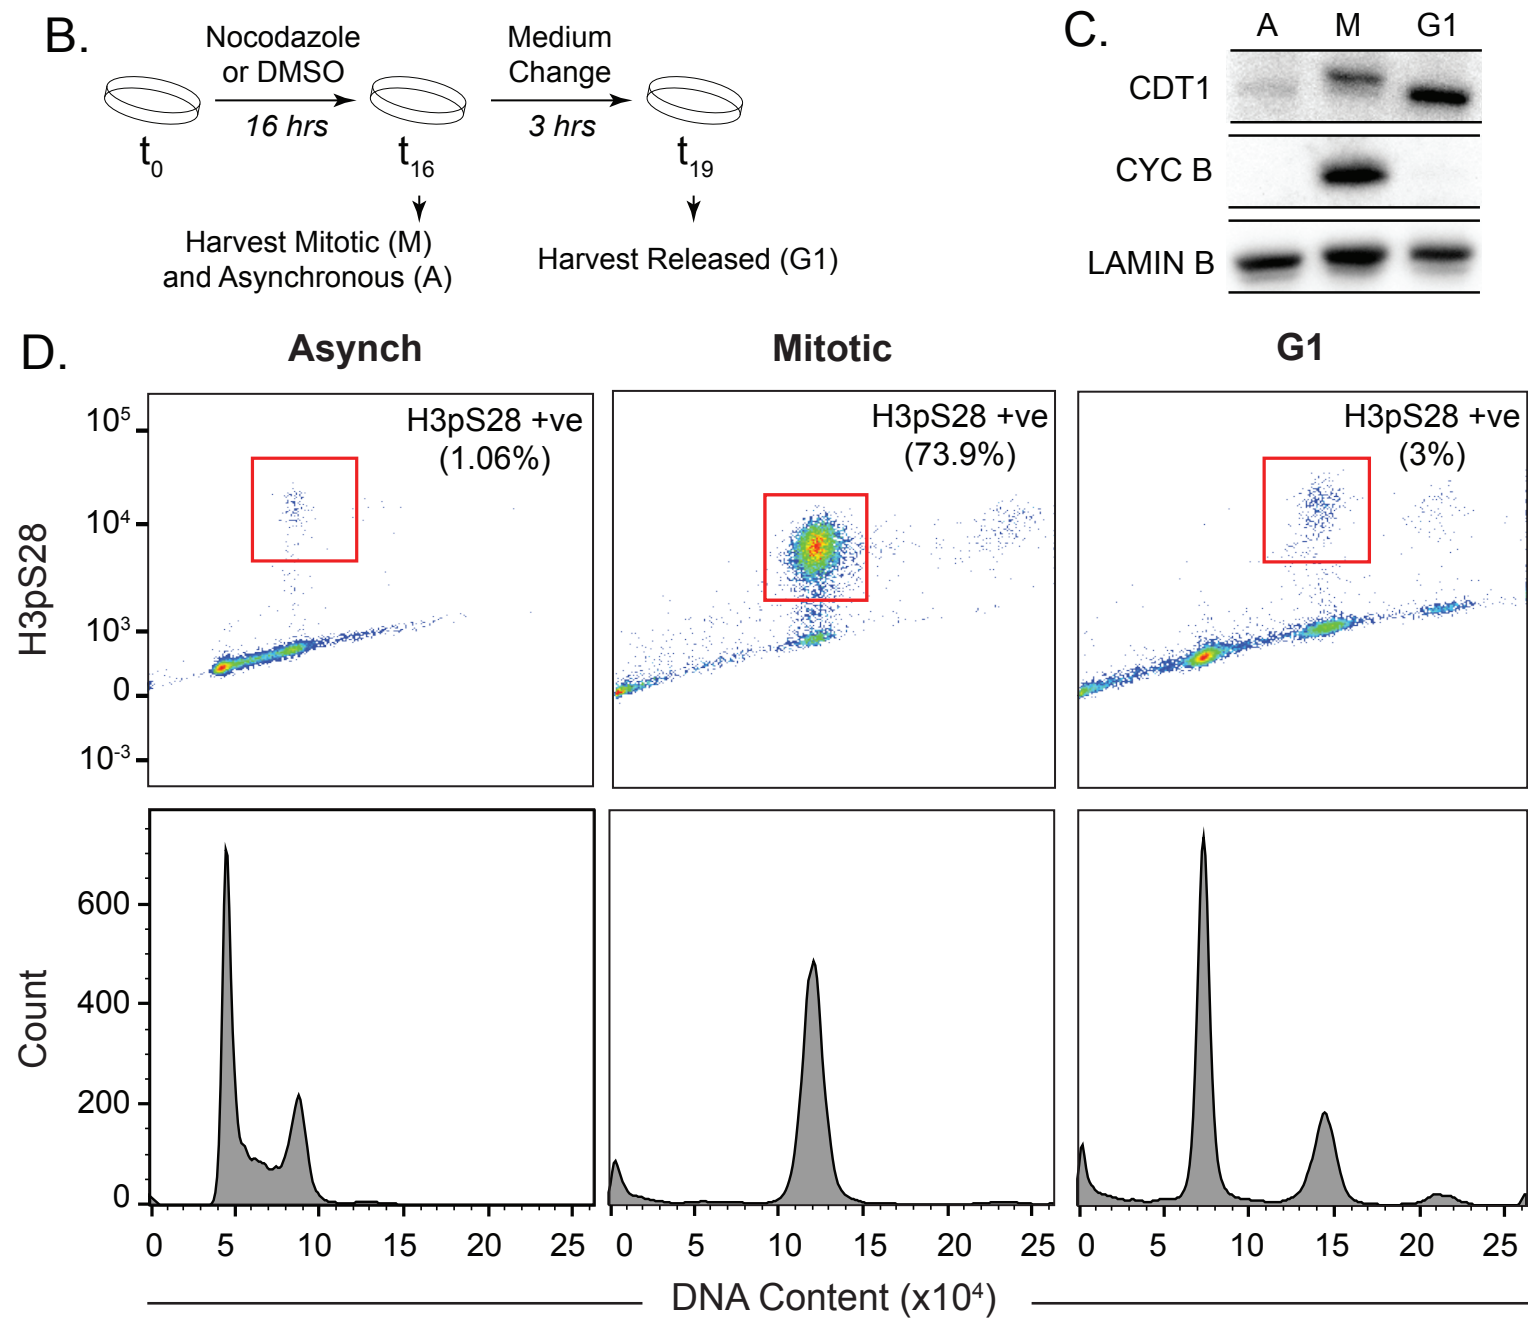 B.
Nocodazole
or DMSO
16 hrs
Medium
Change
3 hrs
t0
t16
t19
Harvest Mitotic (M)
and Asynchronous (A)
Harvest Released (G1)
C.
A M G1
CDT1
CYC B
LAMIN B
D.
Asynch
Mitotic
G1
H3pS28 +ve
(1.06%)
H3pS28 +ve
(73.9%)
H3pS28 +ve
(3%)
H3pS28
10^5
10^4
10^3
0
10^-3
Count
600
400
200
0
0 5 10 15 20 25
0 5 10 15 20 25
0 5 10 15 20 25
DNA Content (x10^4)